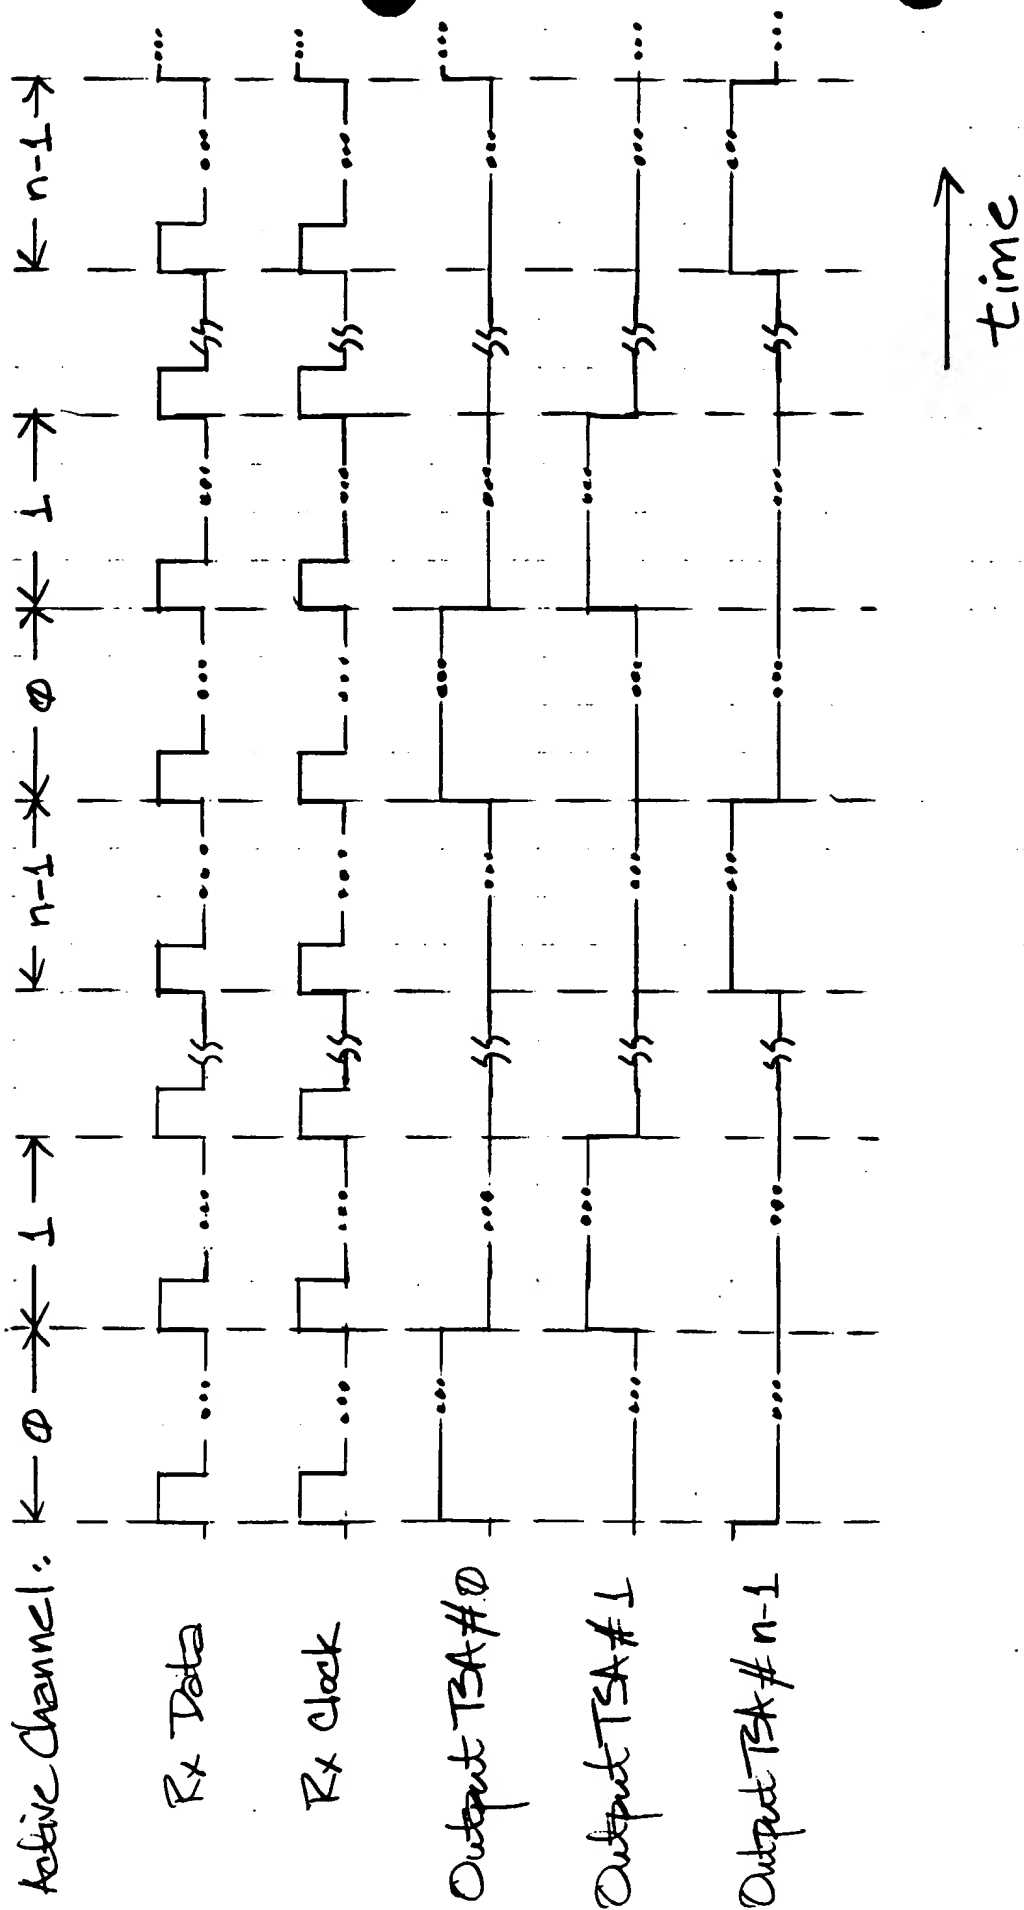 Active Channel: ← Ø → ← 1 → ← n-1 → ← Ø → ← 1 → ← n-1 →
Rx Data
Rx Clock
Output TSA # Ø
Output TSA # 1
Output TSA # n-1
time